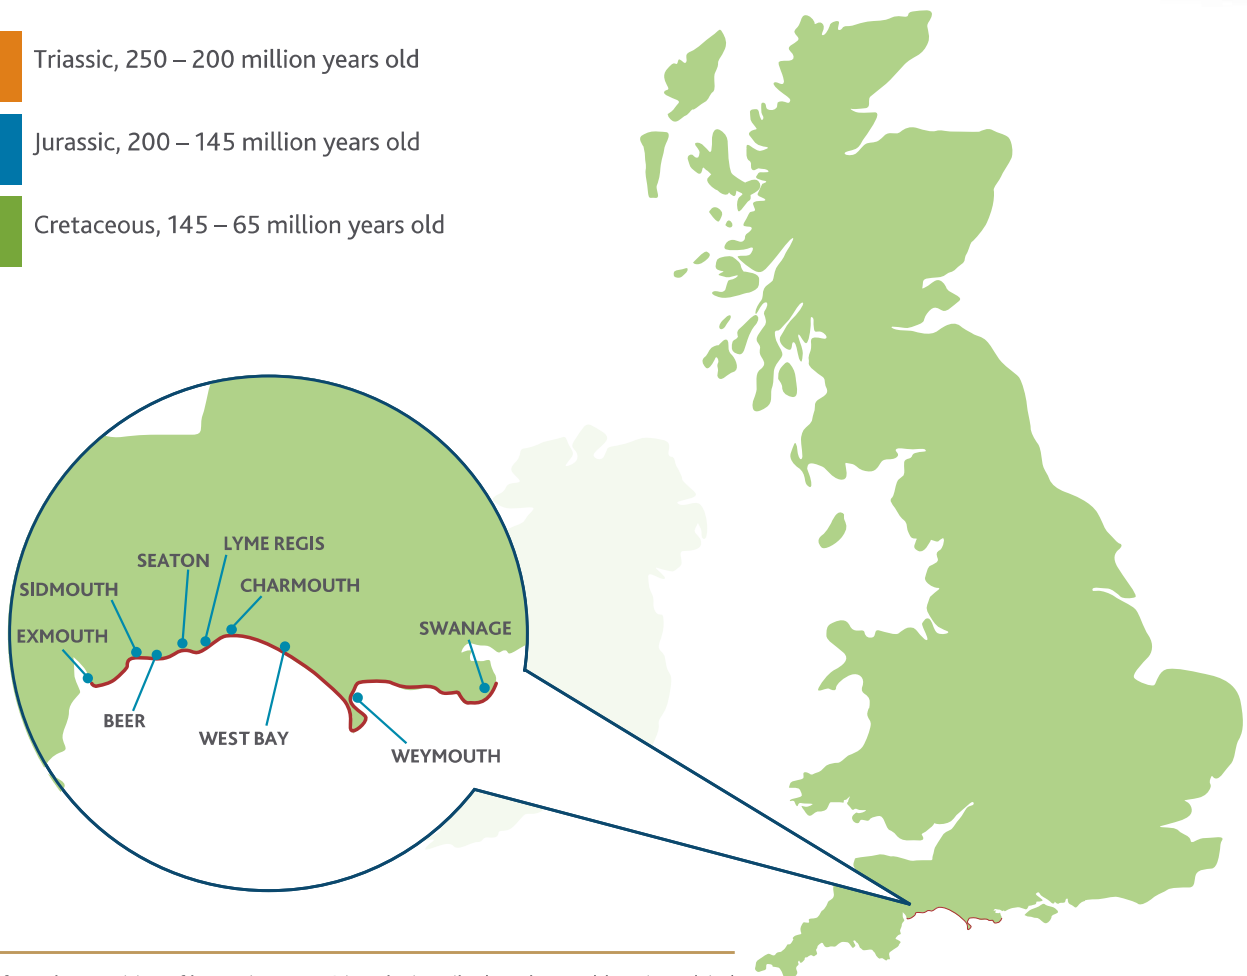 Triassic, 250 – 200 million years old
Jurassic, 200 – 145 million years old
Cretaceous, 145 – 65 million years old
LYME REGIS
SEATON
SIDMOUTH
CHARMOUTH
EXMOUTH
SWANAGE
BEER
WEST BAY
WEYMOUTH